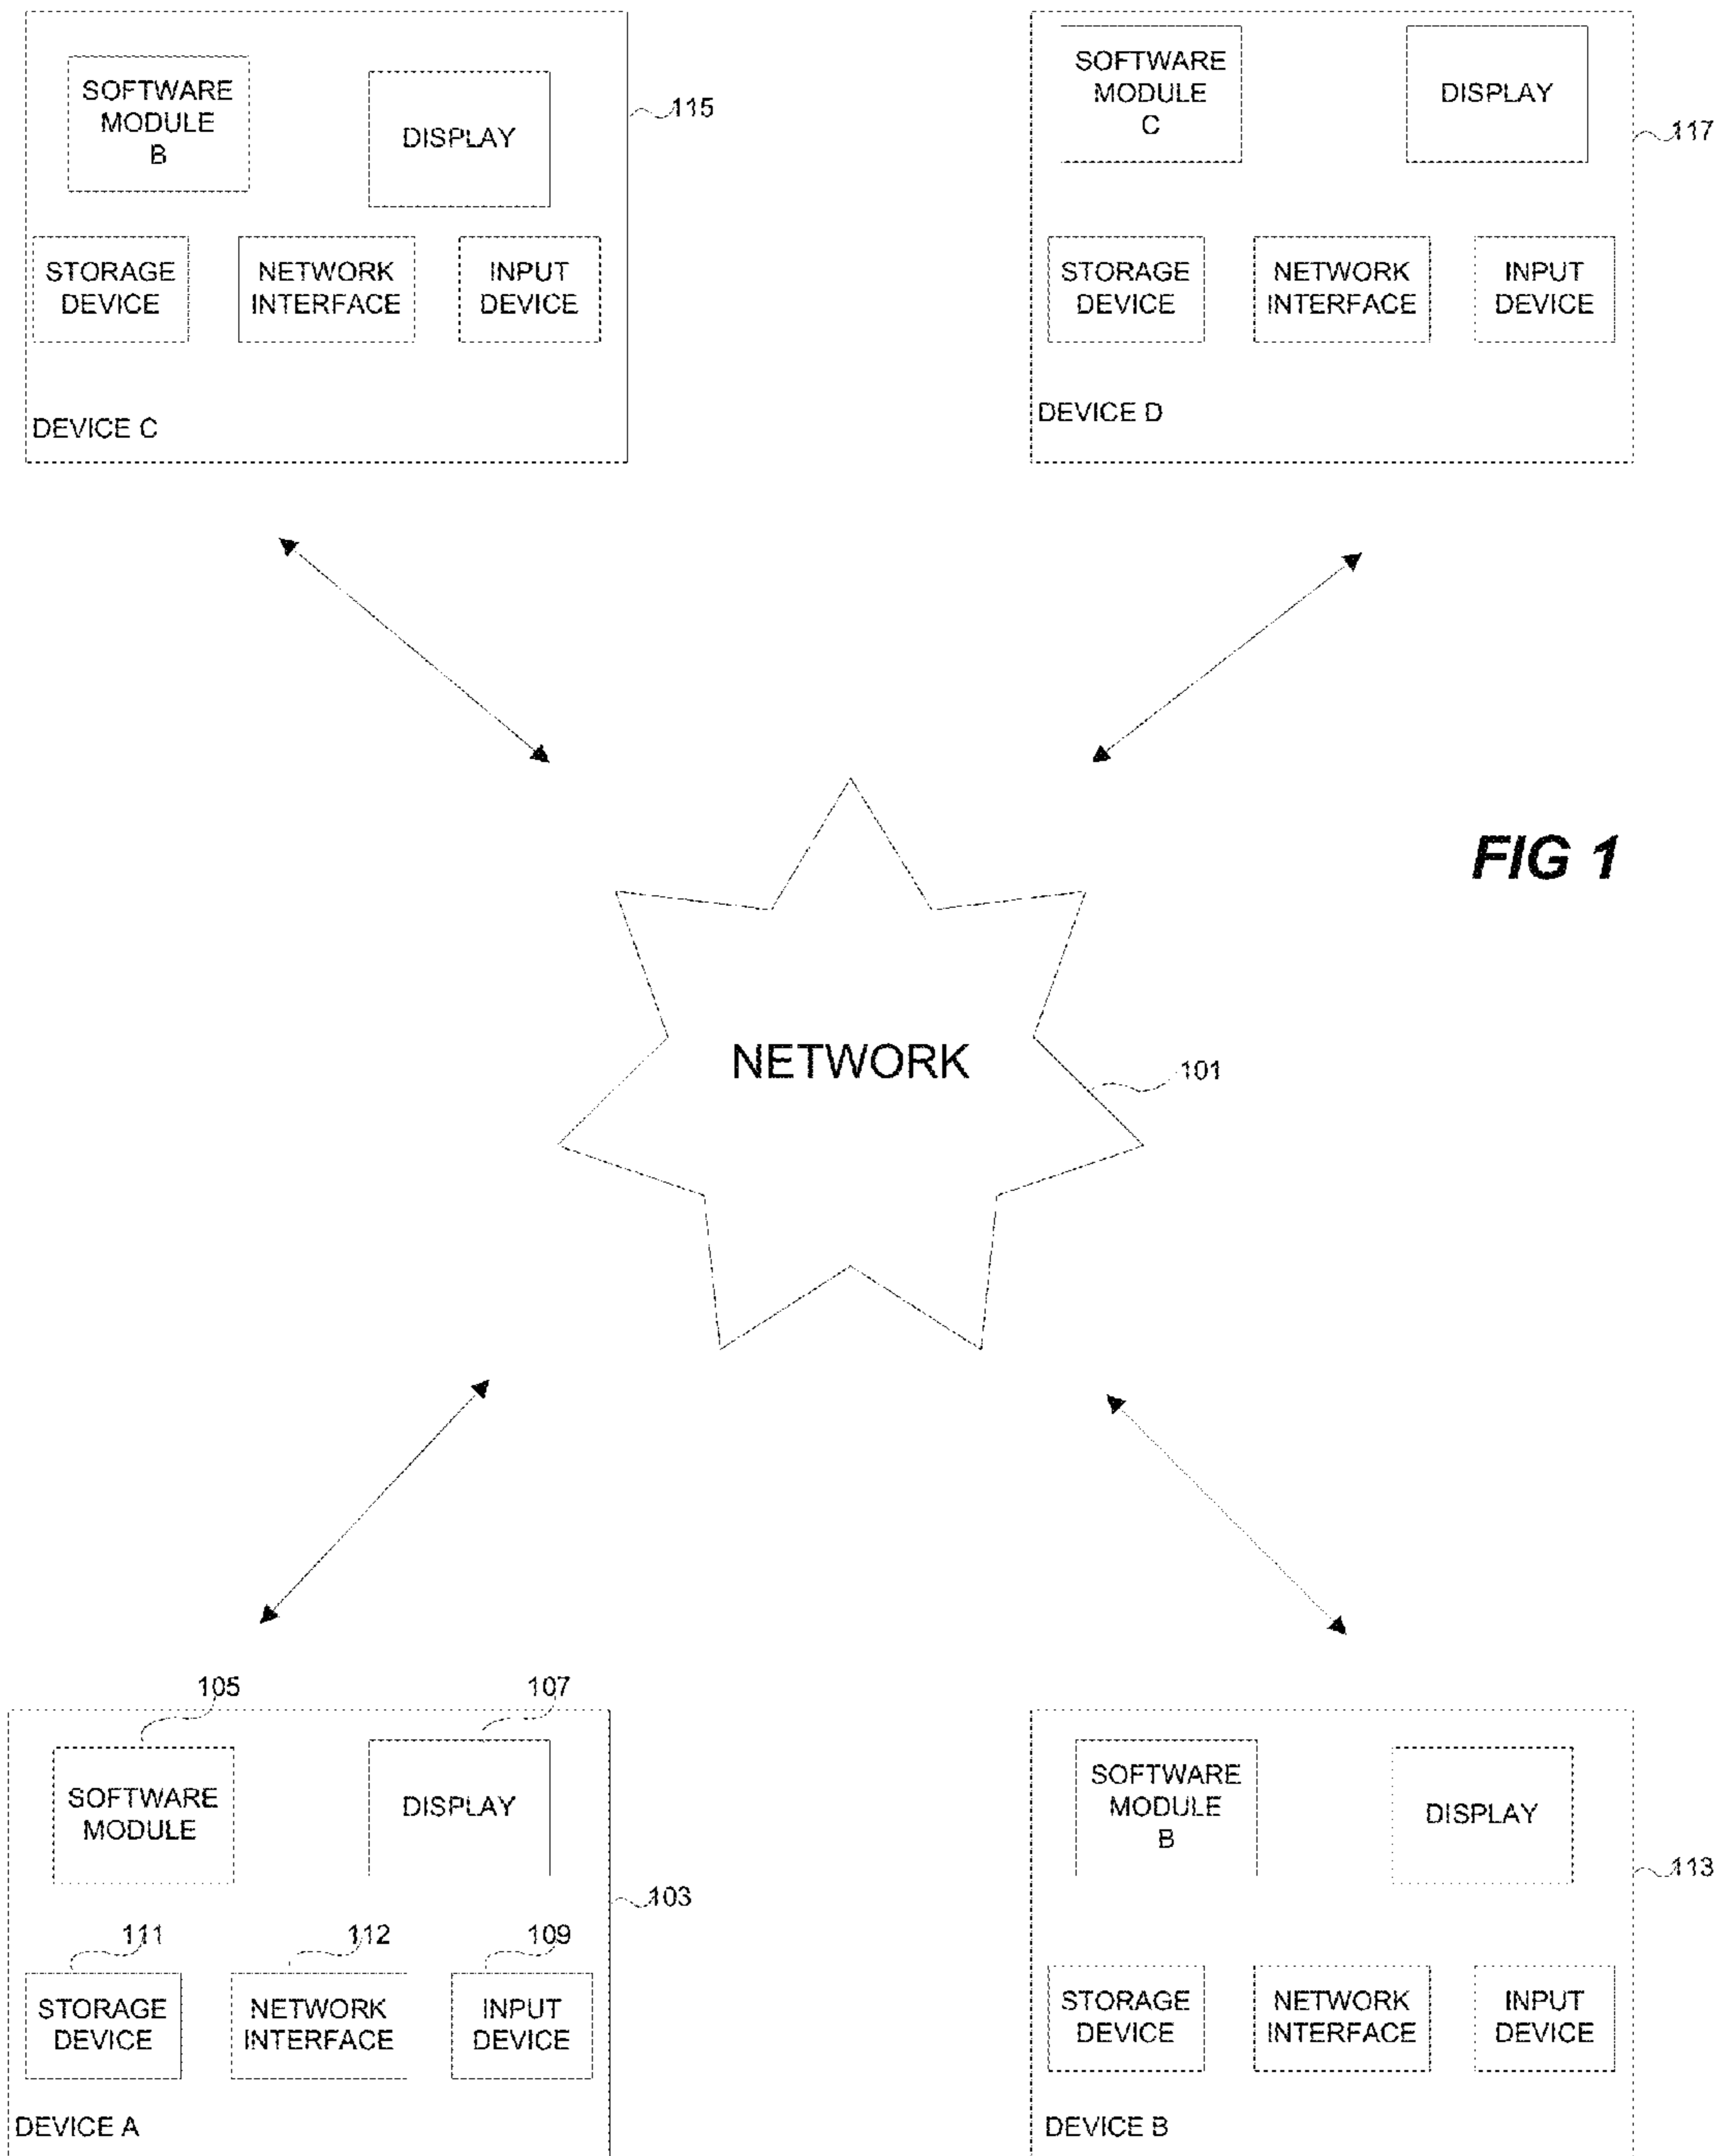 SOFTWARE
MODULE
B
DISPLAY
115
STORAGE
DEVICE
NETWORK
INTERFACE
INPUT
DEVICE
DEVICE C
SOFTWARE
MODULE
C
DISPLAY
117
STORAGE
DEVICE
NETWORK
INTERFACE
INPUT
DEVICE
DEVICE D
FIG 1
NETWORK
101
105
107
SOFTWARE
MODULE
DISPLAY
103
111
112
109
STORAGE
DEVICE
NETWORK
INTERFACE
INPUT
DEVICE
DEVICE A
SOFTWARE
MODULE
B
DISPLAY
113
STORAGE
DEVICE
NETWORK
INTERFACE
INPUT
DEVICE
DEVICE B